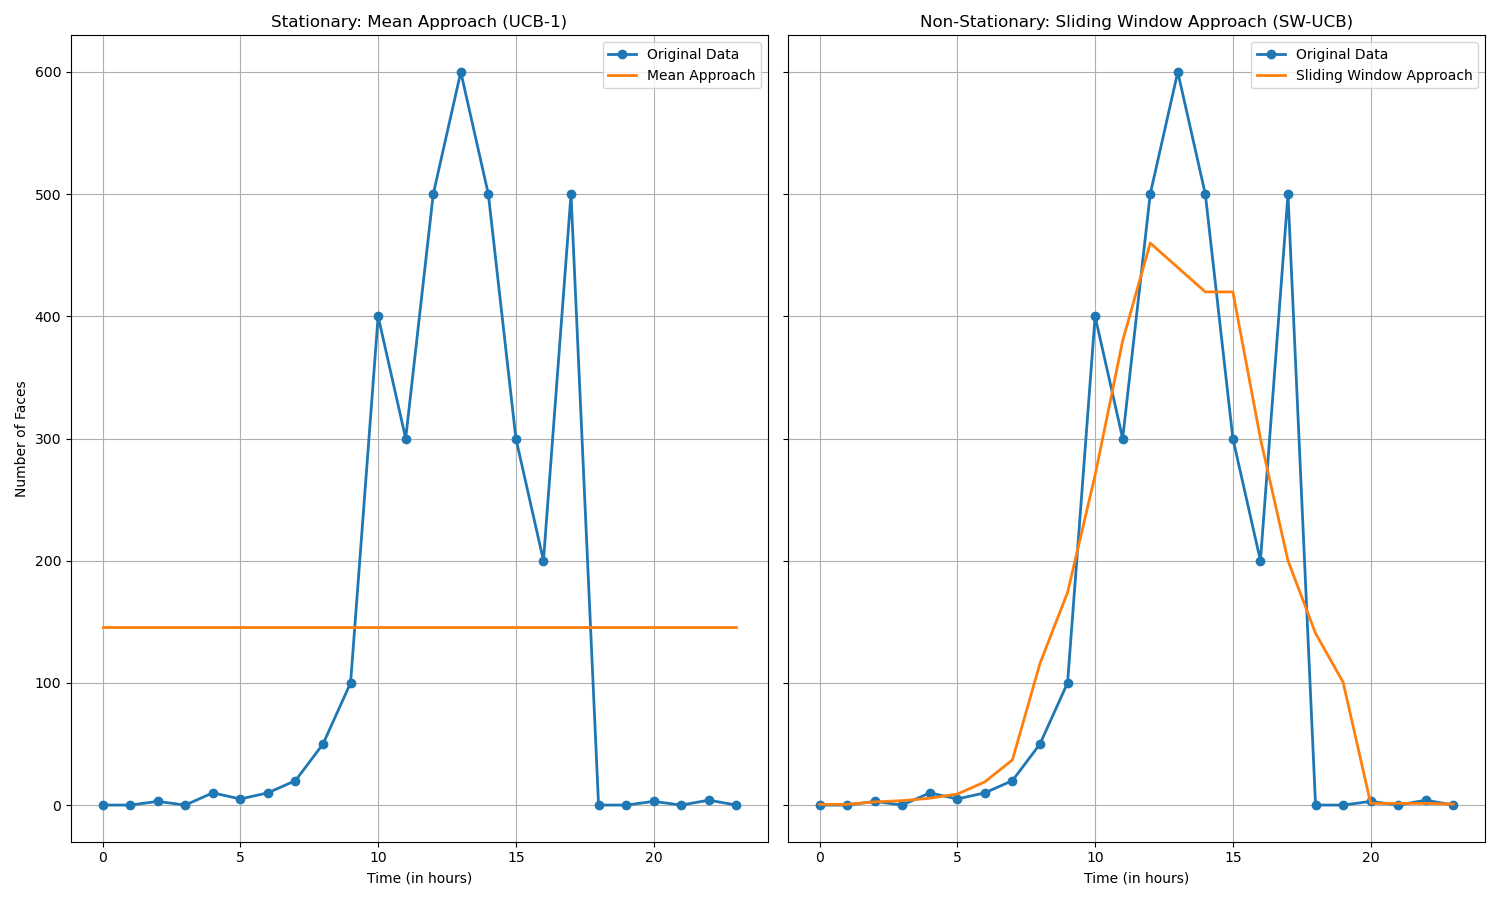 Stationary: Mean Approach (UCB-1)
Original Data
Mean Approach
600
500
400
300
200
100
0
Number of Faces
0 5 10 15 20
Time (in hours)
Non-Stationary: Sliding Window Approach (SW-UCB)
Original Data
Sliding Window Approach
0 5 10 15 20
Time (in hours)